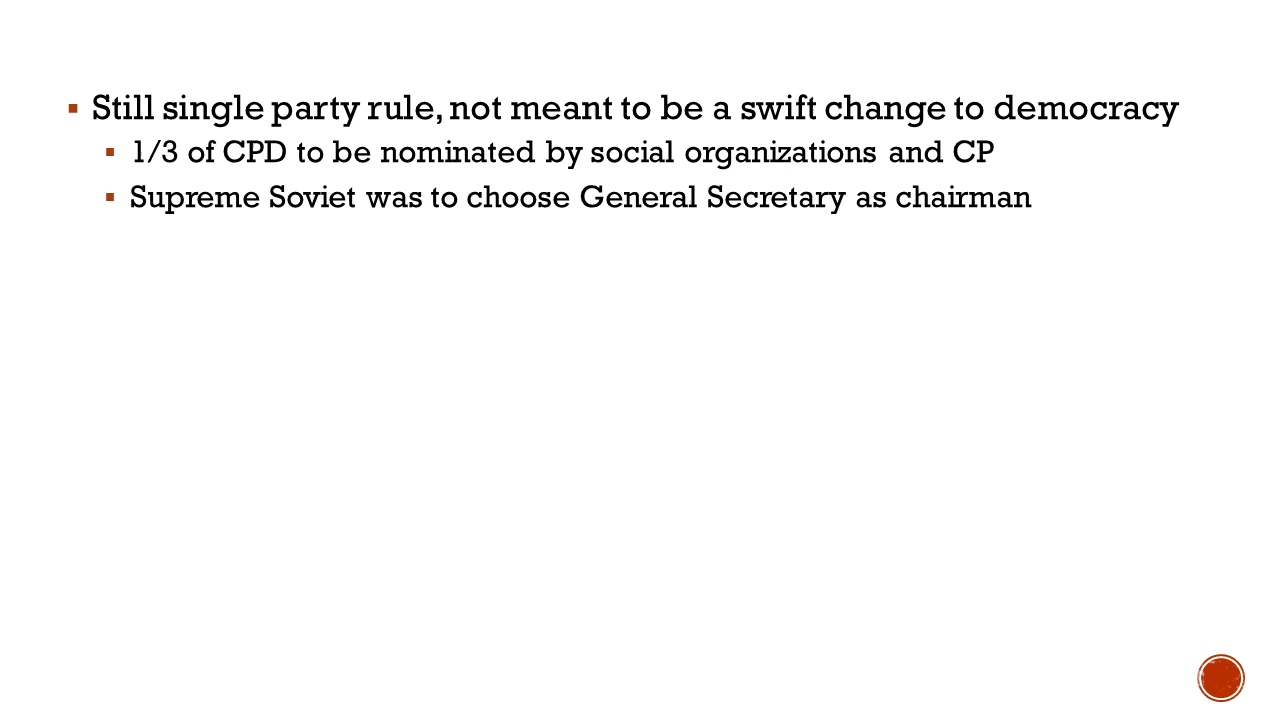 ▪ Still single party rule, not meant to be a swift change to democracy
▪ 1/3 of CPD to be nominated by social organizations and CP
▪ Supreme Soviet was to choose General Secretary as chairman